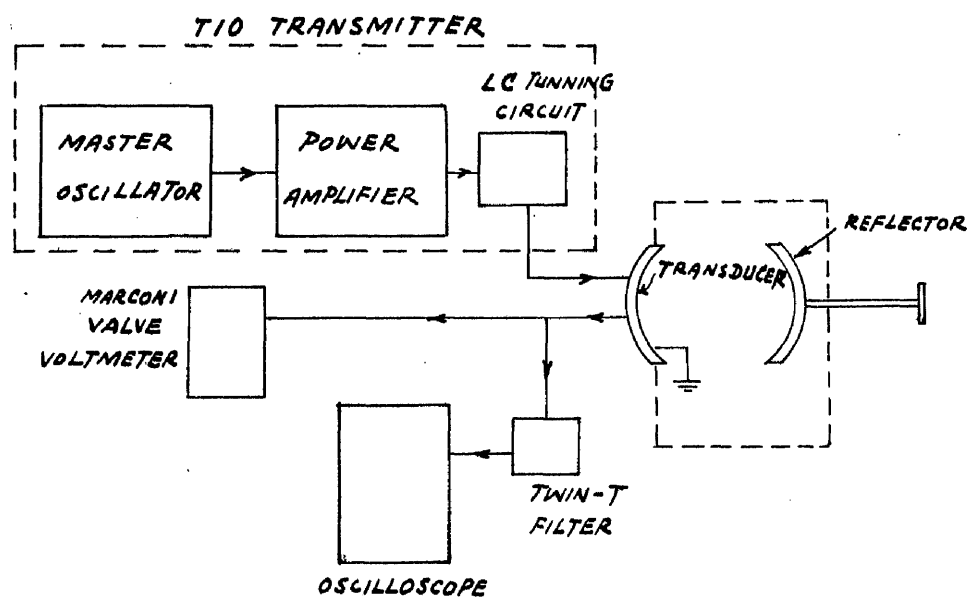 T10 TRANSMITTER
LC TUNNING
CIRCUIT
MASTER
OSCILLATOR
POWER
AMPLIFIER
REFLECTOR
TRANSDUCER
MARCONI
VALVE
VOLTMETER
TWIN-T
FILTER
OSCILLOSCOPE